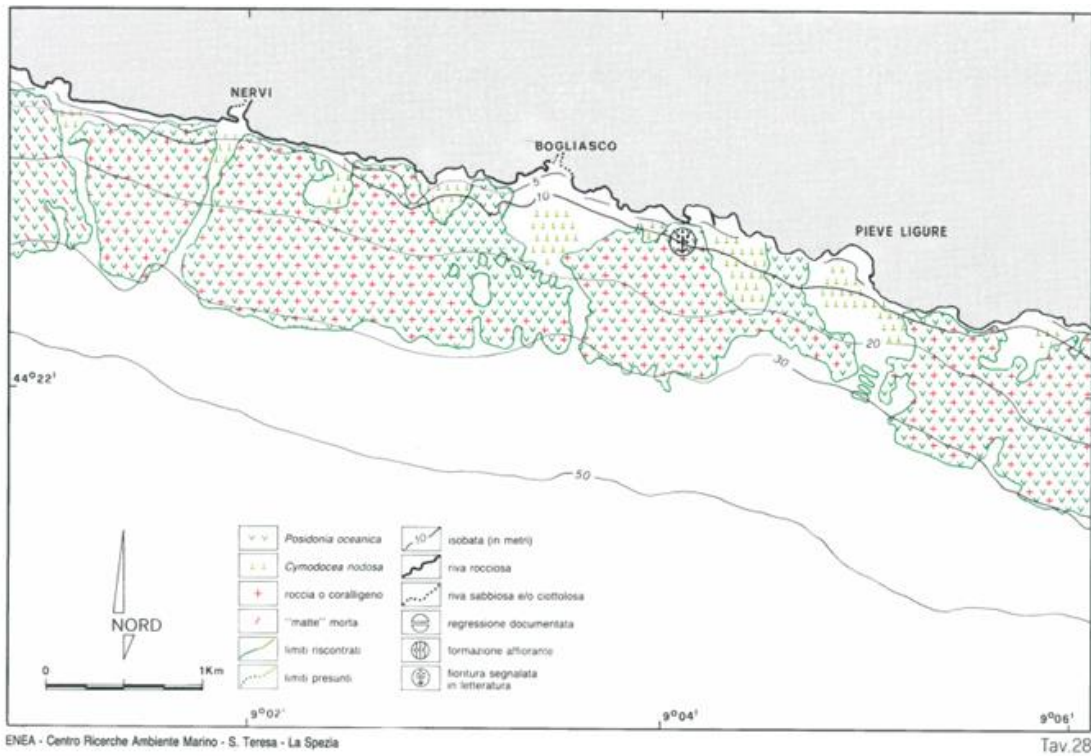 NERVI
BOGLIASCO
5
10
PIEVE LIGURE
20
30
44°22'
50
Posidonia oceanica
Cymodocea nodosa
roccia o coralligeno
"matte" morta
limiti riscontrati
limiti presunti
10 isobata (in metri)
riva rocciosa
riva sabbiosa e/o ciottolosa
regressione documentata
formazione affiorante
fioritura segnalata
in letteratura
NORD
0 1Km
9°02' 9°04' 9°06'
ENEA - Centro Ricerche Ambiente Marino - S. Teresa - La Spezia Tav.28